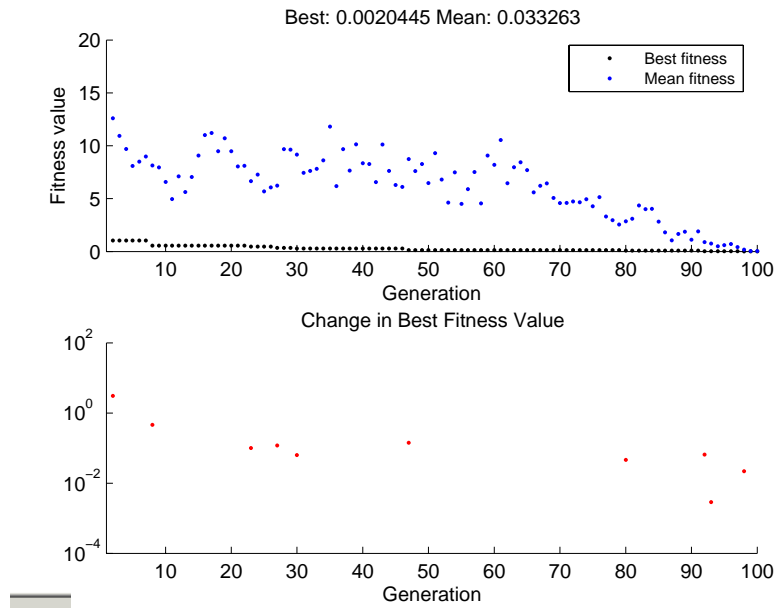 Best: 0.0020445 Mean: 0.033263
20
15
10
5
0
Fitness value
Best fitness
Mean fitness
10 20 30 40 50 60 70 80 90 100
Generation
Change in Best Fitness Value
10^2
10^0
10^-2
10^-4
10 20 30 40 50 60 70 80 90 100
Generation